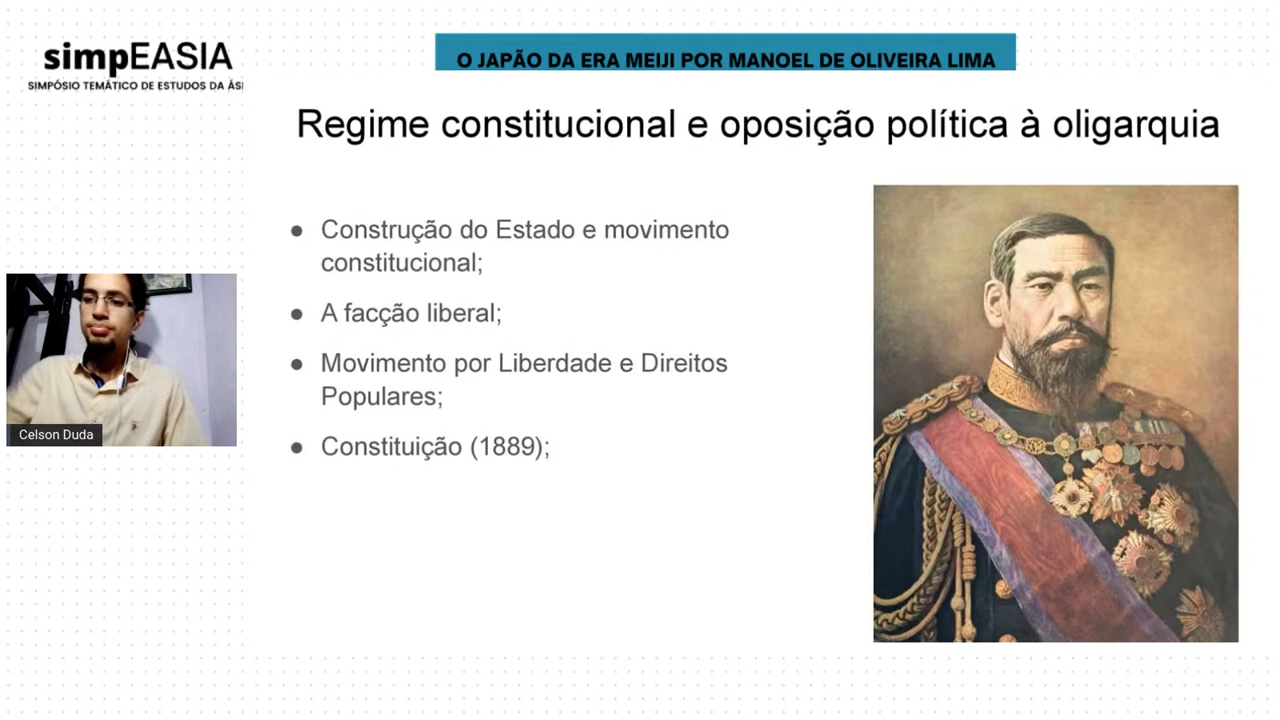 simpEASIA
SIMPÓSIO TEMÁTICO DE ESTUDOS DA ÁSI
O JAPÃO DA ERA MEIJI POR MANOEL DE OLIVEIRA LIMA
Regime constitucional e oposição política à oligarquia
● Construção do Estado e movimento
constitucional;
● A facção liberal;
● Movimento por Liberdade e Direitos
Populares;
● Constituição (1889);
Celson Duda